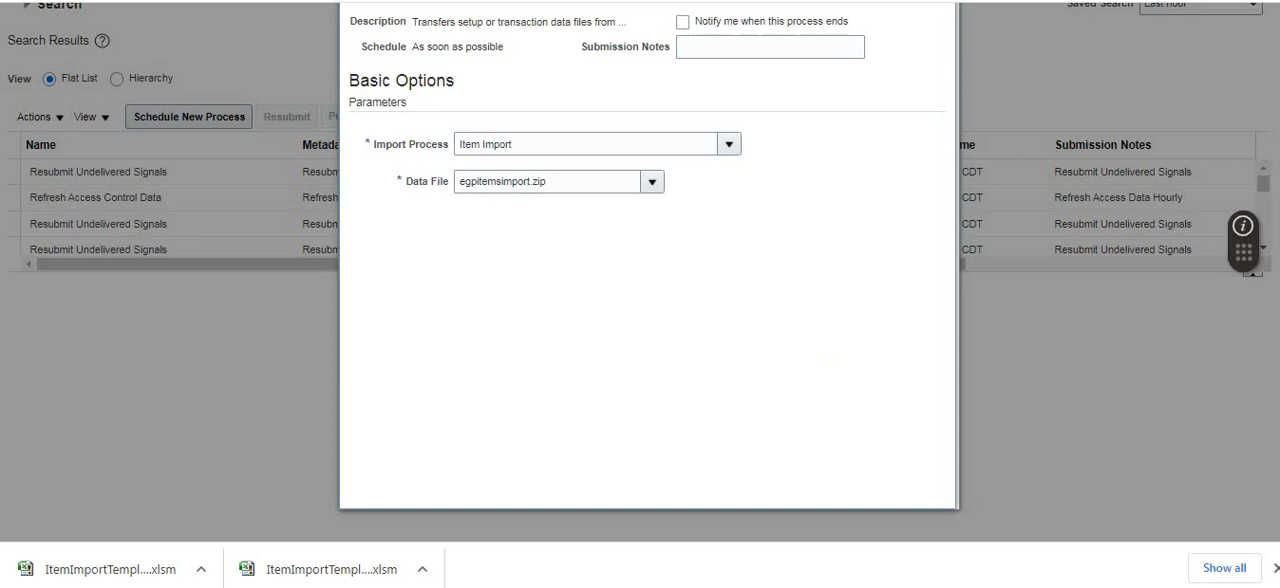 Search
Saved Search Last hour
Search Results ?
View Flat List Hierarchy
Actions View Schedule New Process Resubmit
Name
Resubmit Undelivered Signals
Refresh Access Control Data Refresh
Resubmit Undelivered Signals
Resubmit Undelivered Signals
Description Transfers setup or transaction data files from ...
Notify me when this process ends
Schedule As soon as possible
Submission Notes
Basic Options
Parameters
* Import Process Item Import
* Data File egpitemsimport.zip
Submission Notes
CDT Resubmit Undelivered Signals
CDT Refresh Access Data Hourly
CDT Resubmit Undelivered Signals
CDT Resubmit Undelivered Signals
i
ItemImportTempl....xlsm
ItemImportTempl....xlsm
Show all